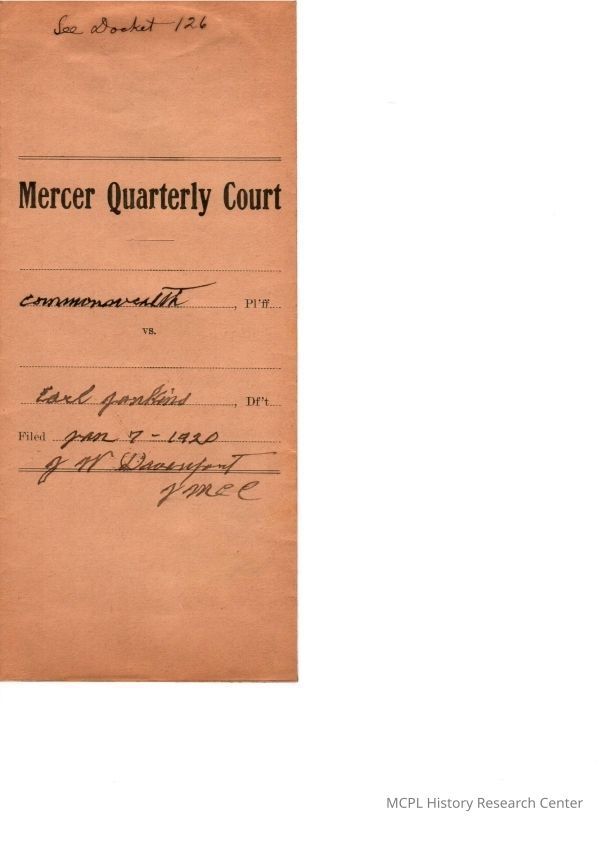 See Docket 126
Mercer Quarterly Court
Commonwealth, Pl'ff.
vs.
Earl Jenkins, Df't.
Filed Jan 7 - 1920
J W Davenport
J M C C
MCPL History Research Center